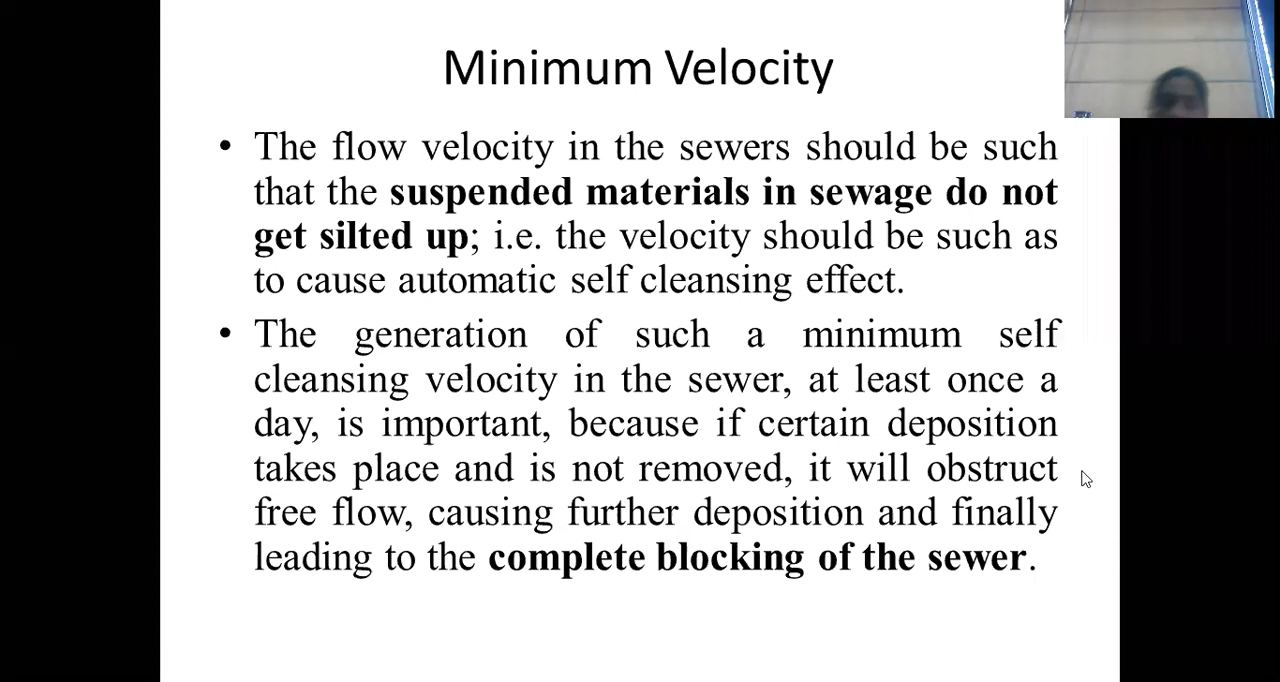 Minimum Velocity
• The flow velocity in the sewers should be such
that the suspended materials in sewage do not
get silted up; i.e. the velocity should be such as
to cause automatic self cleansing effect.
• The generation of such a minimum self
cleansing velocity in the sewer, at least once a
day, is important, because if certain deposition
takes place and is not removed, it will obstruct
free flow, causing further deposition and finally
leading to the complete blocking of the sewer.